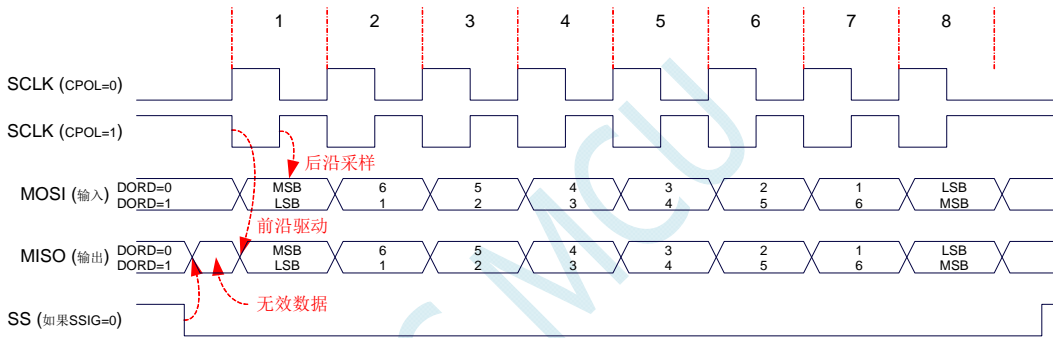 1 2 3 4 5 6 7 8
SCLK (CPOL=0)
SCLK (CPOL=1)
后沿采样
MOSI (输入) DORD=0 MSB 6 5 4 3 2 1 LSB
DORD=1 LSB 1 2 3 4 5 6 MSB
前沿驱动
MISO (输出) DORD=0 MSB 6 5 4 3 2 1 LSB
DORD=1 LSB 1 2 3 4 5 6 MSB
无效数据
SS (如果SSIG=0)
MCU